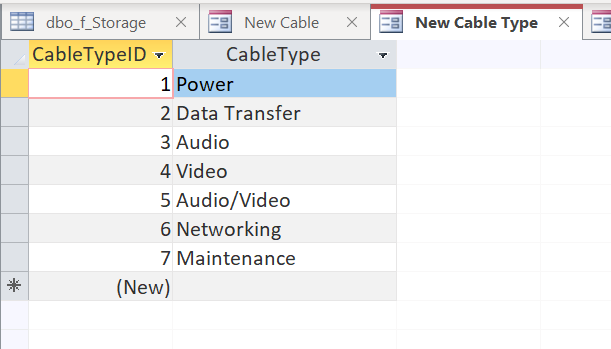 dbo_f_Storage New Cable New Cable Type
CableTypeID CableType
1 Power
2 Data Transfer
3 Audio
4 Video
5 Audio/Video
6 Networking
7 Maintenance
(New)